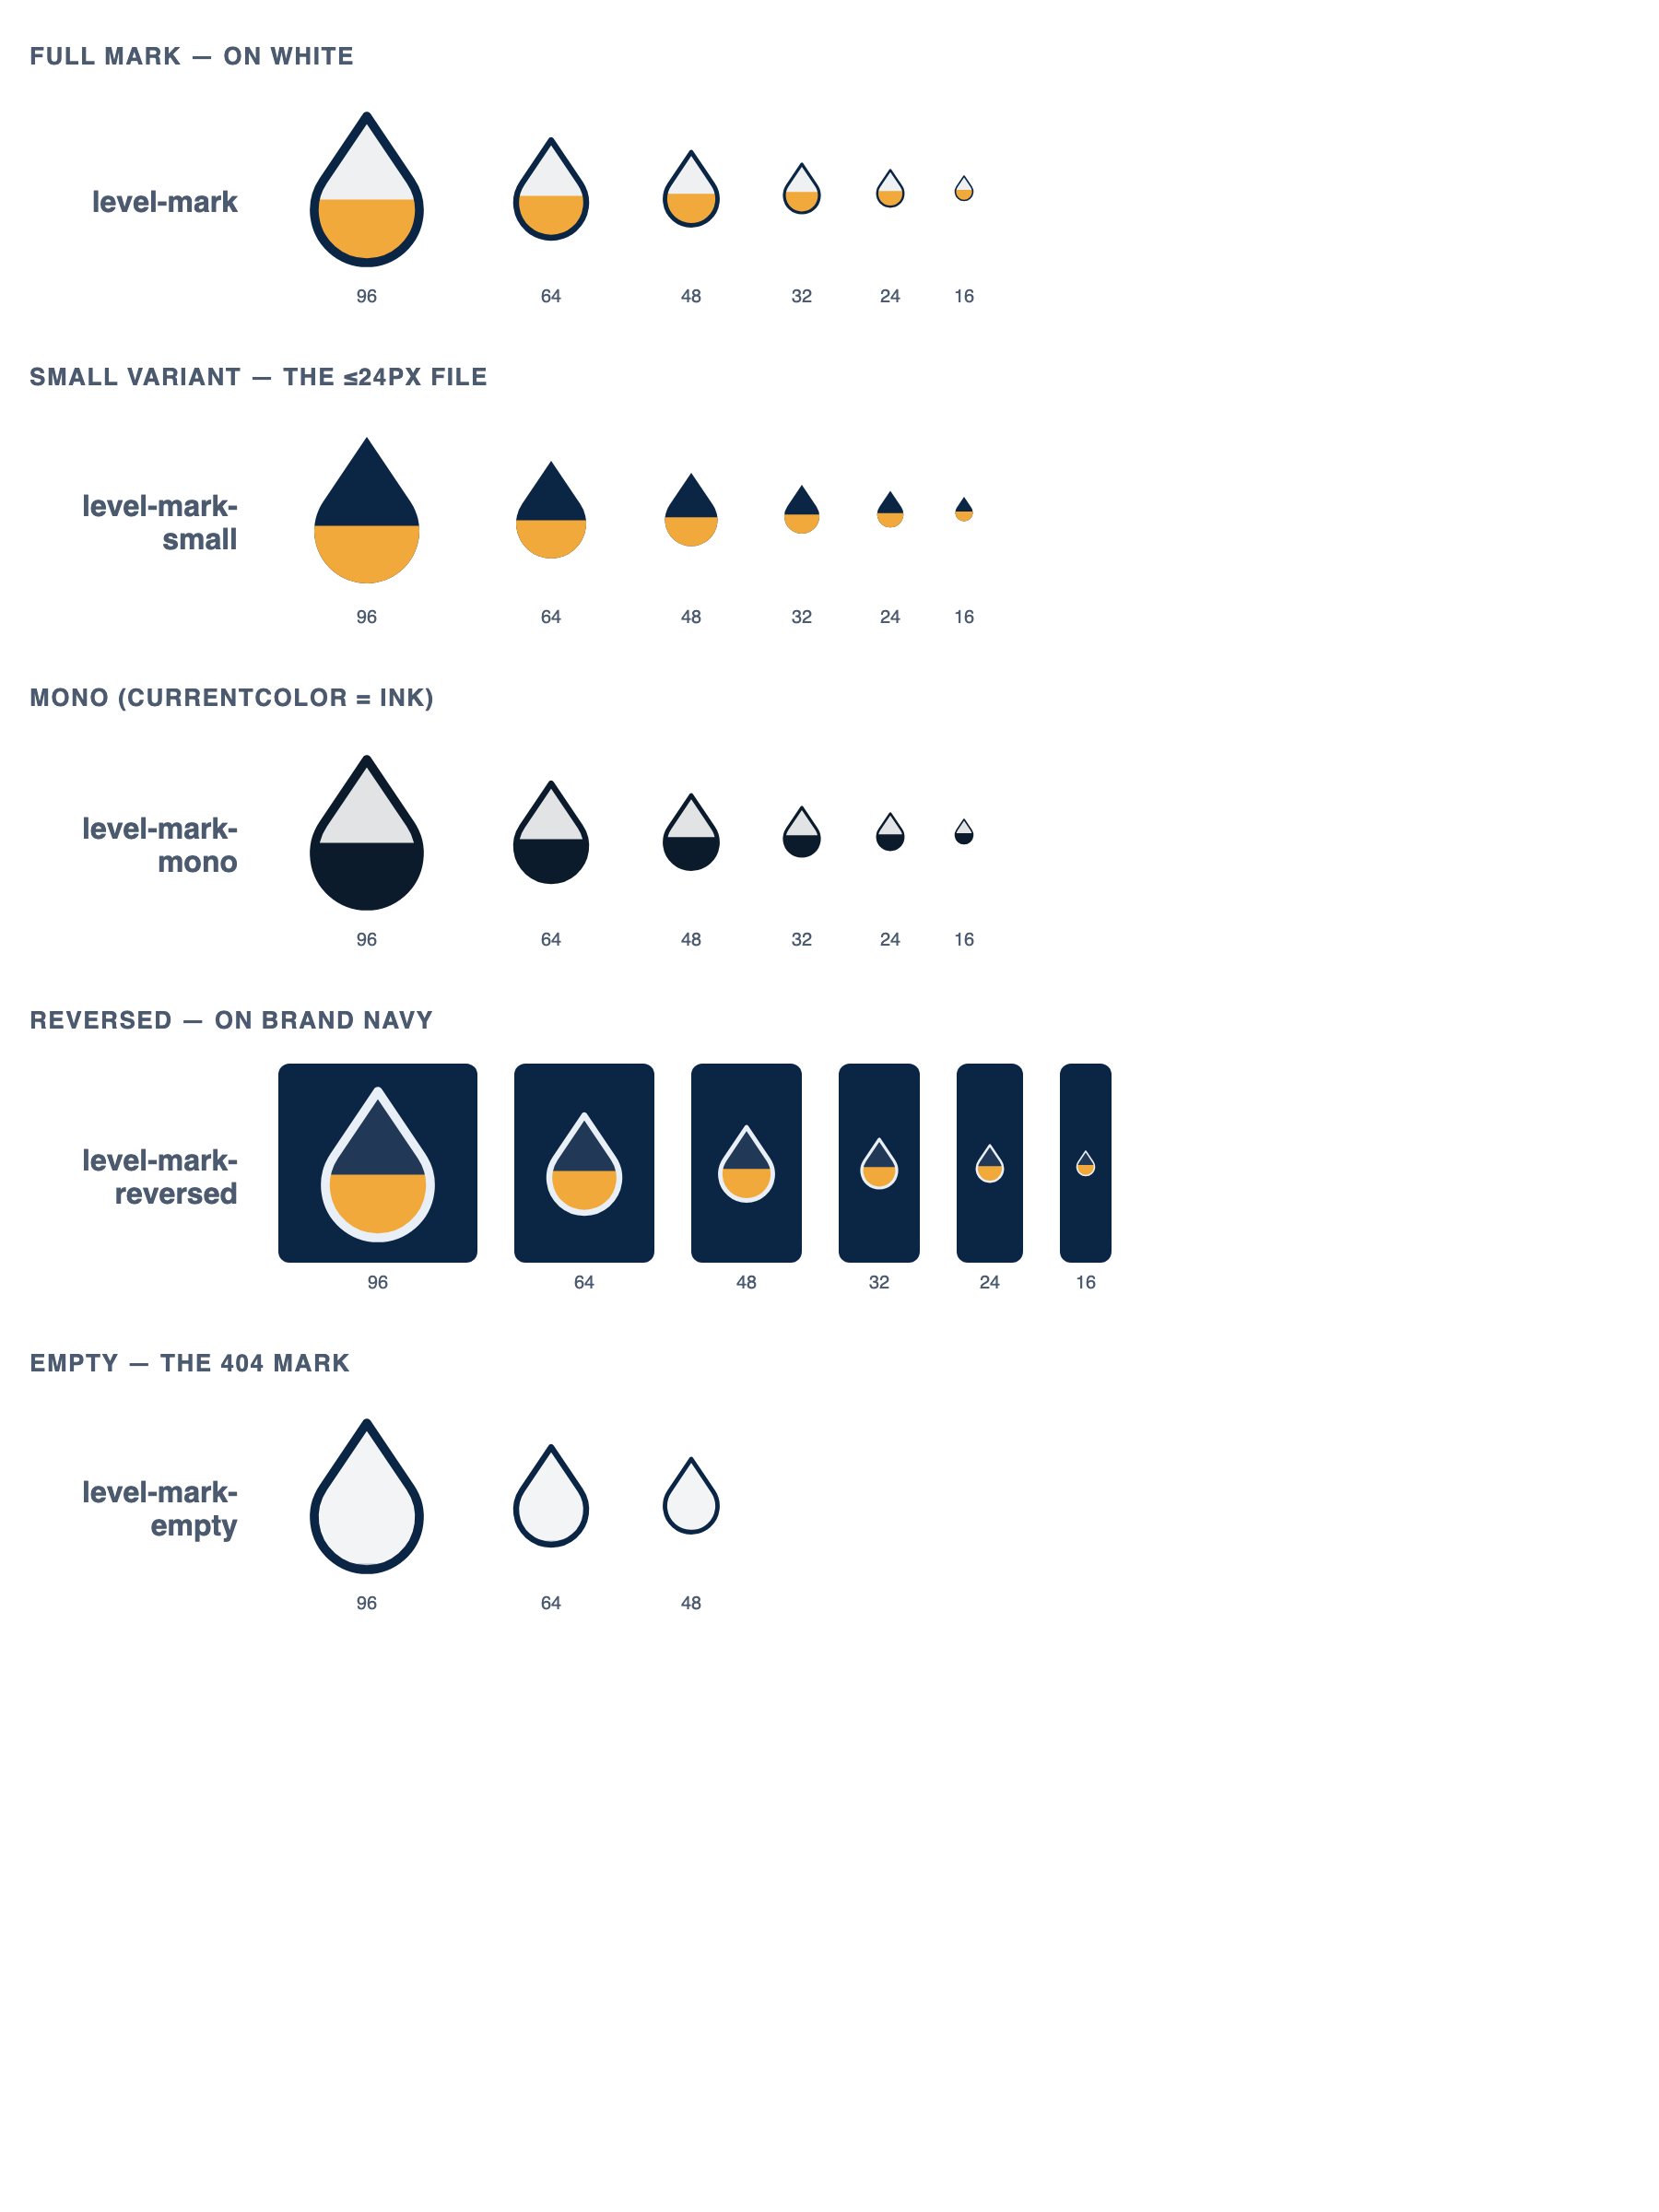 FULL MARK — ON WHITE
level-mark
96 64 48 32 24 16
SMALL VARIANT — THE ≤24PX FILE
level-mark-
small
96 64 48 32 24 16
MONO (CURRENTCOLOR = INK)
level-mark-
mono
96 64 48 32 24 16
REVERSED — ON BRAND NAVY
level-mark-
reversed
96 64 48 32 24 16
EMPTY — THE 404 MARK
level-mark-
empty
96 64 48